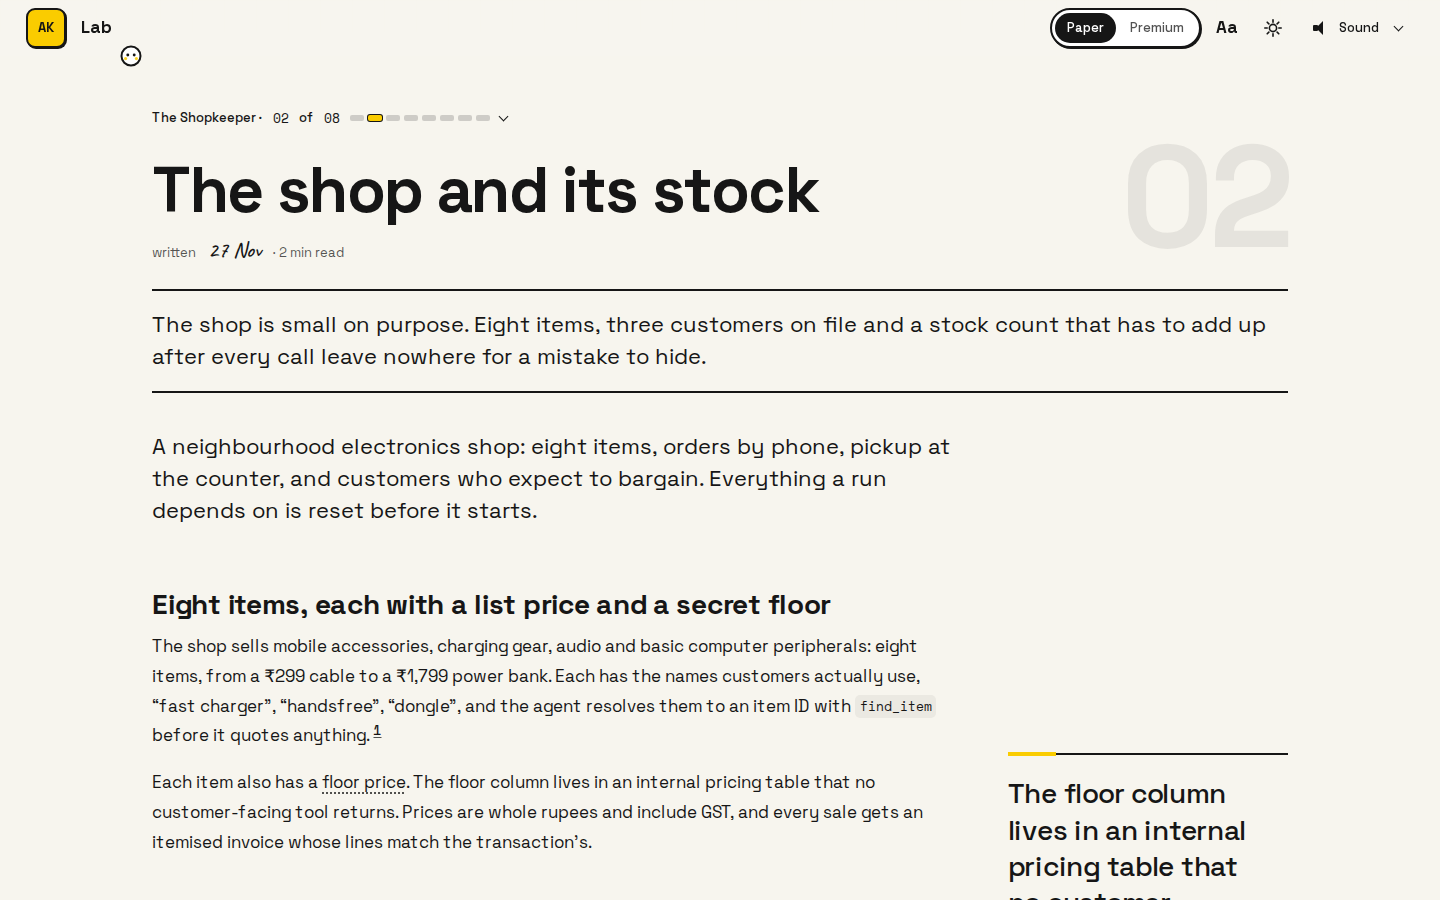 AK Lab
Paper Premium Aa Sound
The Shopkeeper · 02 of 08
The shop and its stock
02
written 27 Nov · 2 min read
The shop is small on purpose. Eight items, three customers on file and a stock count that has to add up
after every call leave nowhere for a mistake to hide.
A neighbourhood electronics shop: eight items, orders by phone, pickup at
the counter, and customers who expect to bargain. Everything a run
depends on is reset before it starts.
Eight items, each with a list price and a secret floor
The shop sells mobile accessories, charging gear, audio and basic computer peripherals: eight
items, from a ₹299 cable to a ₹1,799 power bank. Each has the names customers actually use,
“fast charger”, “handsfree”, “dongle”, and the agent resolves them to an item ID with find_item
before it quotes anything. 1
Each item also has a floor price. The floor column lives in an internal pricing table that no
customer-facing tool returns. Prices are whole rupees and include GST, and every sale gets an
itemised invoice whose lines match the transaction’s.
The floor column
lives in an internal
pricing table that